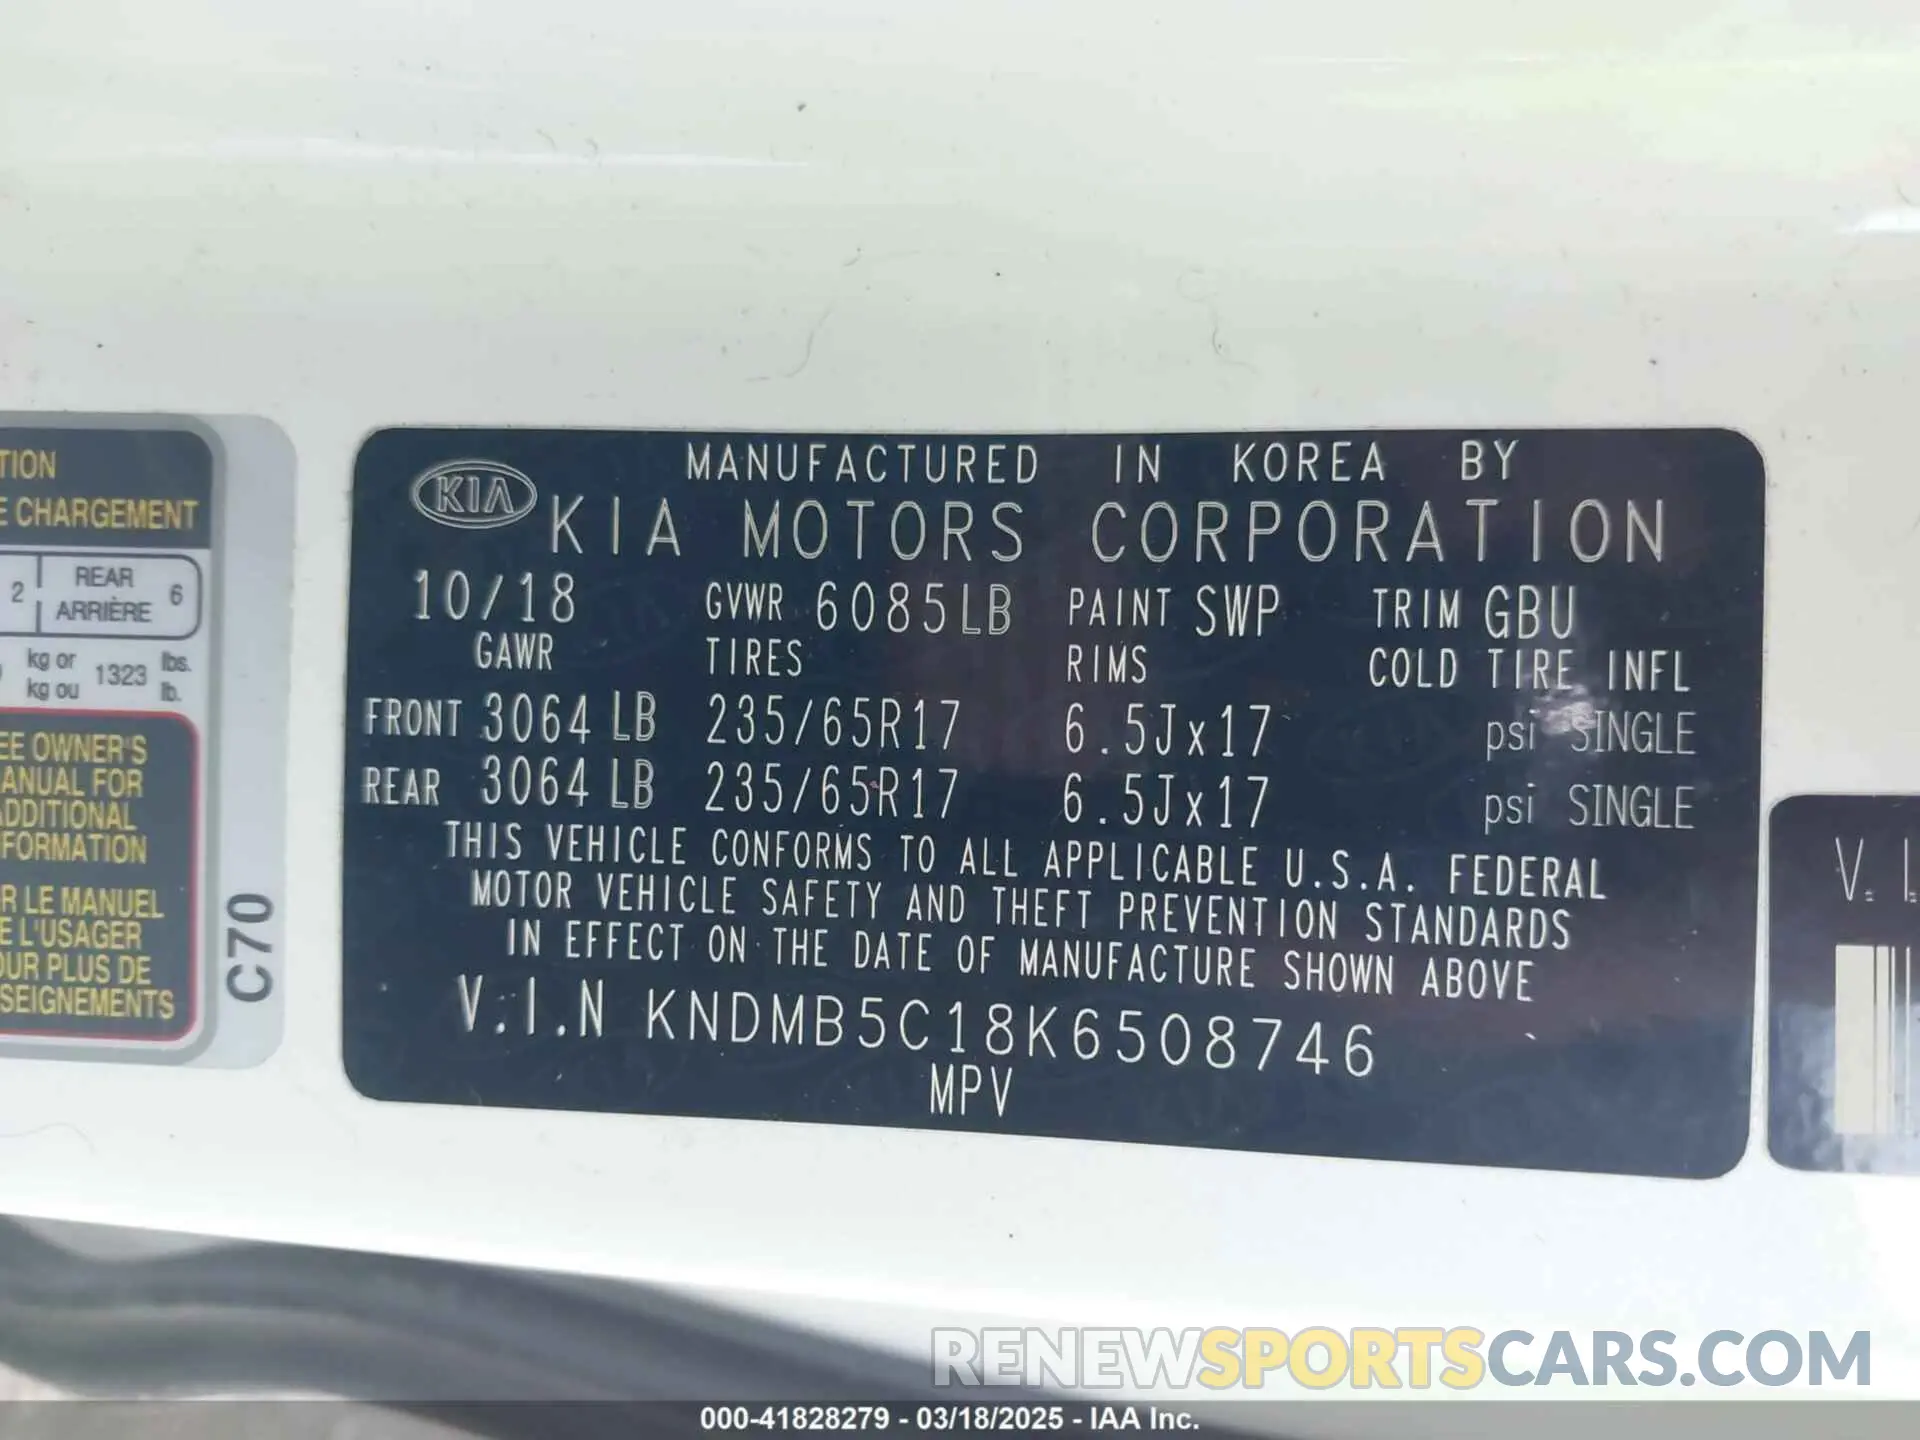 TION
E CHARGEMENT
2 REAR 6
ARRIÈRE
kg or 1323 lbs.
kg ou lb.
EE OWNER'S
ANUAL FOR
ADDITIONAL
FORMATION
R LE MANUEL
E L'USAGER
OUR PLUS DE
SEIGNEMENTS
C70
MANUFACTURED IN KOREA BY
KIA KIA MOTORS CORPORATION
10/18 GVWR 6085LB PAINT SWP TRIM GBU
GAWR TIRES RIMS COLD TIRE INFL
FRONT 3064 LB 235/65R17 6.5Jx17 psi SINGLE
REAR 3064 LB 235/65R17 6.5Jx17 psi SINGLE
THIS VEHICLE CONFORMS TO ALL APPLICABLE U.S.A. FEDERAL
MOTOR VEHICLE SAFETY AND THEFT PREVENTION STANDARDS
IN EFFECT ON THE DATE OF MANUFACTURE SHOWN ABOVE
V.I.N KNDMB5C18K6508746
MPV
V. I.
RENEWSPORTSCARS.COM
000-41828279 - 03/18/2025 - IAA Inc.